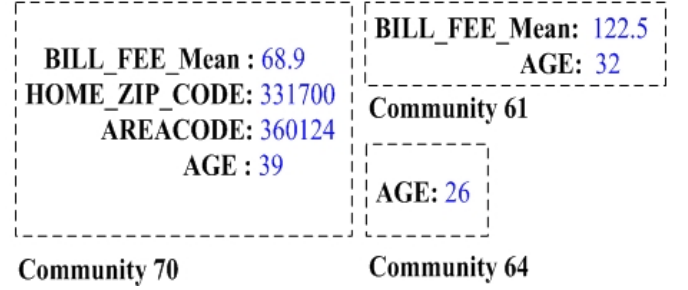 BILL_FEE_Mean : 68.9
HOME_ZIP_CODE: 331700
AREACODE: 360124
AGE : 39
Community 70
BILL_FEE_Mean: 122.5
AGE: 32
Community 61
AGE: 26
Community 64